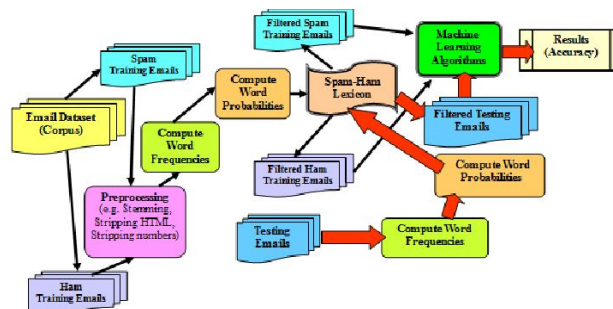 Spam
Training Emails
Email Dataset
(Corpus)
Compute
Word
Frequencies
Preprocessing
(e.g. Stemming,
Stripping HTML,
Stripping numbers)
Ham
Training Emails
Compute
Word
Probabilities
Filtered Spam
Training Emails
Spam-Ham
Lexicon
Filtered Ham
Training Emails
Machine
Learning
Algorithms
Results
(Accuracy)
Filtered Testing
Emails
Compute Word
Probabilities
Testing
Emails
Compute Word
Frequencies